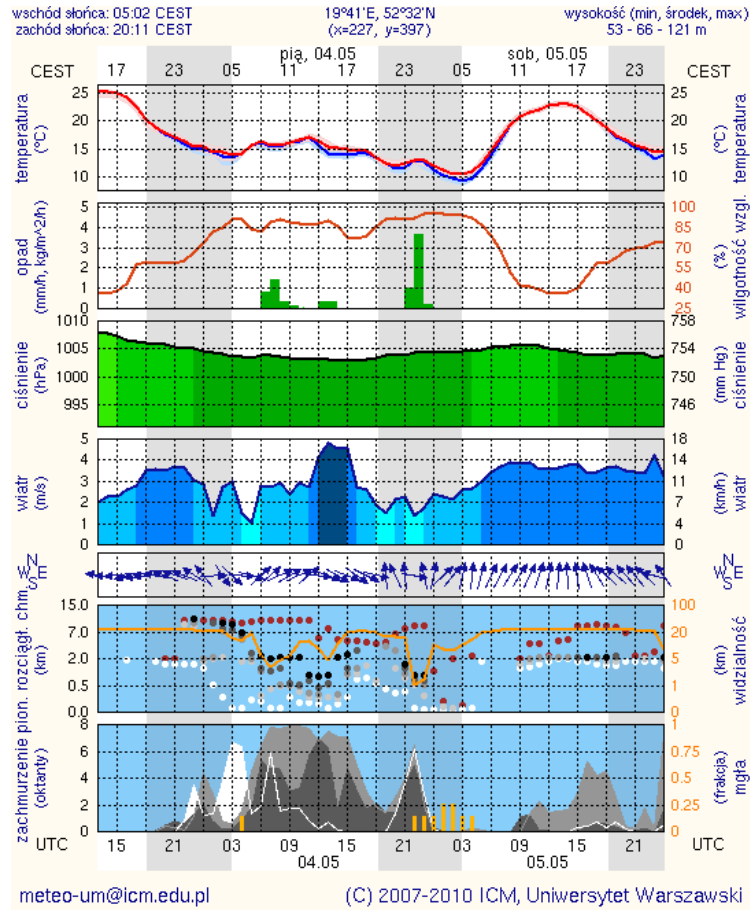 wschód słońca: 05:02 CEST 19°41'E, 52°32'N wysokość (min, środek, max)
zachód słońca: 20:11 CEST (x=227, y=397) 53 - 66 - 121 m
pią, 04.05 sob, 05.05
CEST 17 23 05 11 17 23 05 11 17 23 CEST
temperatura (°C) 25 20 15 10 25 20 15 10 (°C) temperatura
opad (mm/h, kg/m^2/h) 5 4 3 2 1 0 100 85 70 55 40 25 (%) wilgotność wzgl.
ciśnienie (hPa) 1010 1005 1000 995 758 754 750 746 (mm Hg) ciśnienie
wiatr (m/s) 5 4 3 2 1 0 18 14 11 7 4 0 (km/h) wiatr
N W E S N W E S
pion. rozciągł. chm. (km) 15.0 7.0 2.0 0.5 0.0 100 20 5 1 0 (km) widzialność
zachmurzenie (oktanty) 8 6 4 2 0 1 0.75 0.5 0.25 0 (frakcja) mgła
UTC 15 21 03 09 15 21 03 09 15 21 UTC
04.05 05.05
meteo-um@icm.edu.pl (C) 2007-2010 ICM, Uniwersytet Warszawski